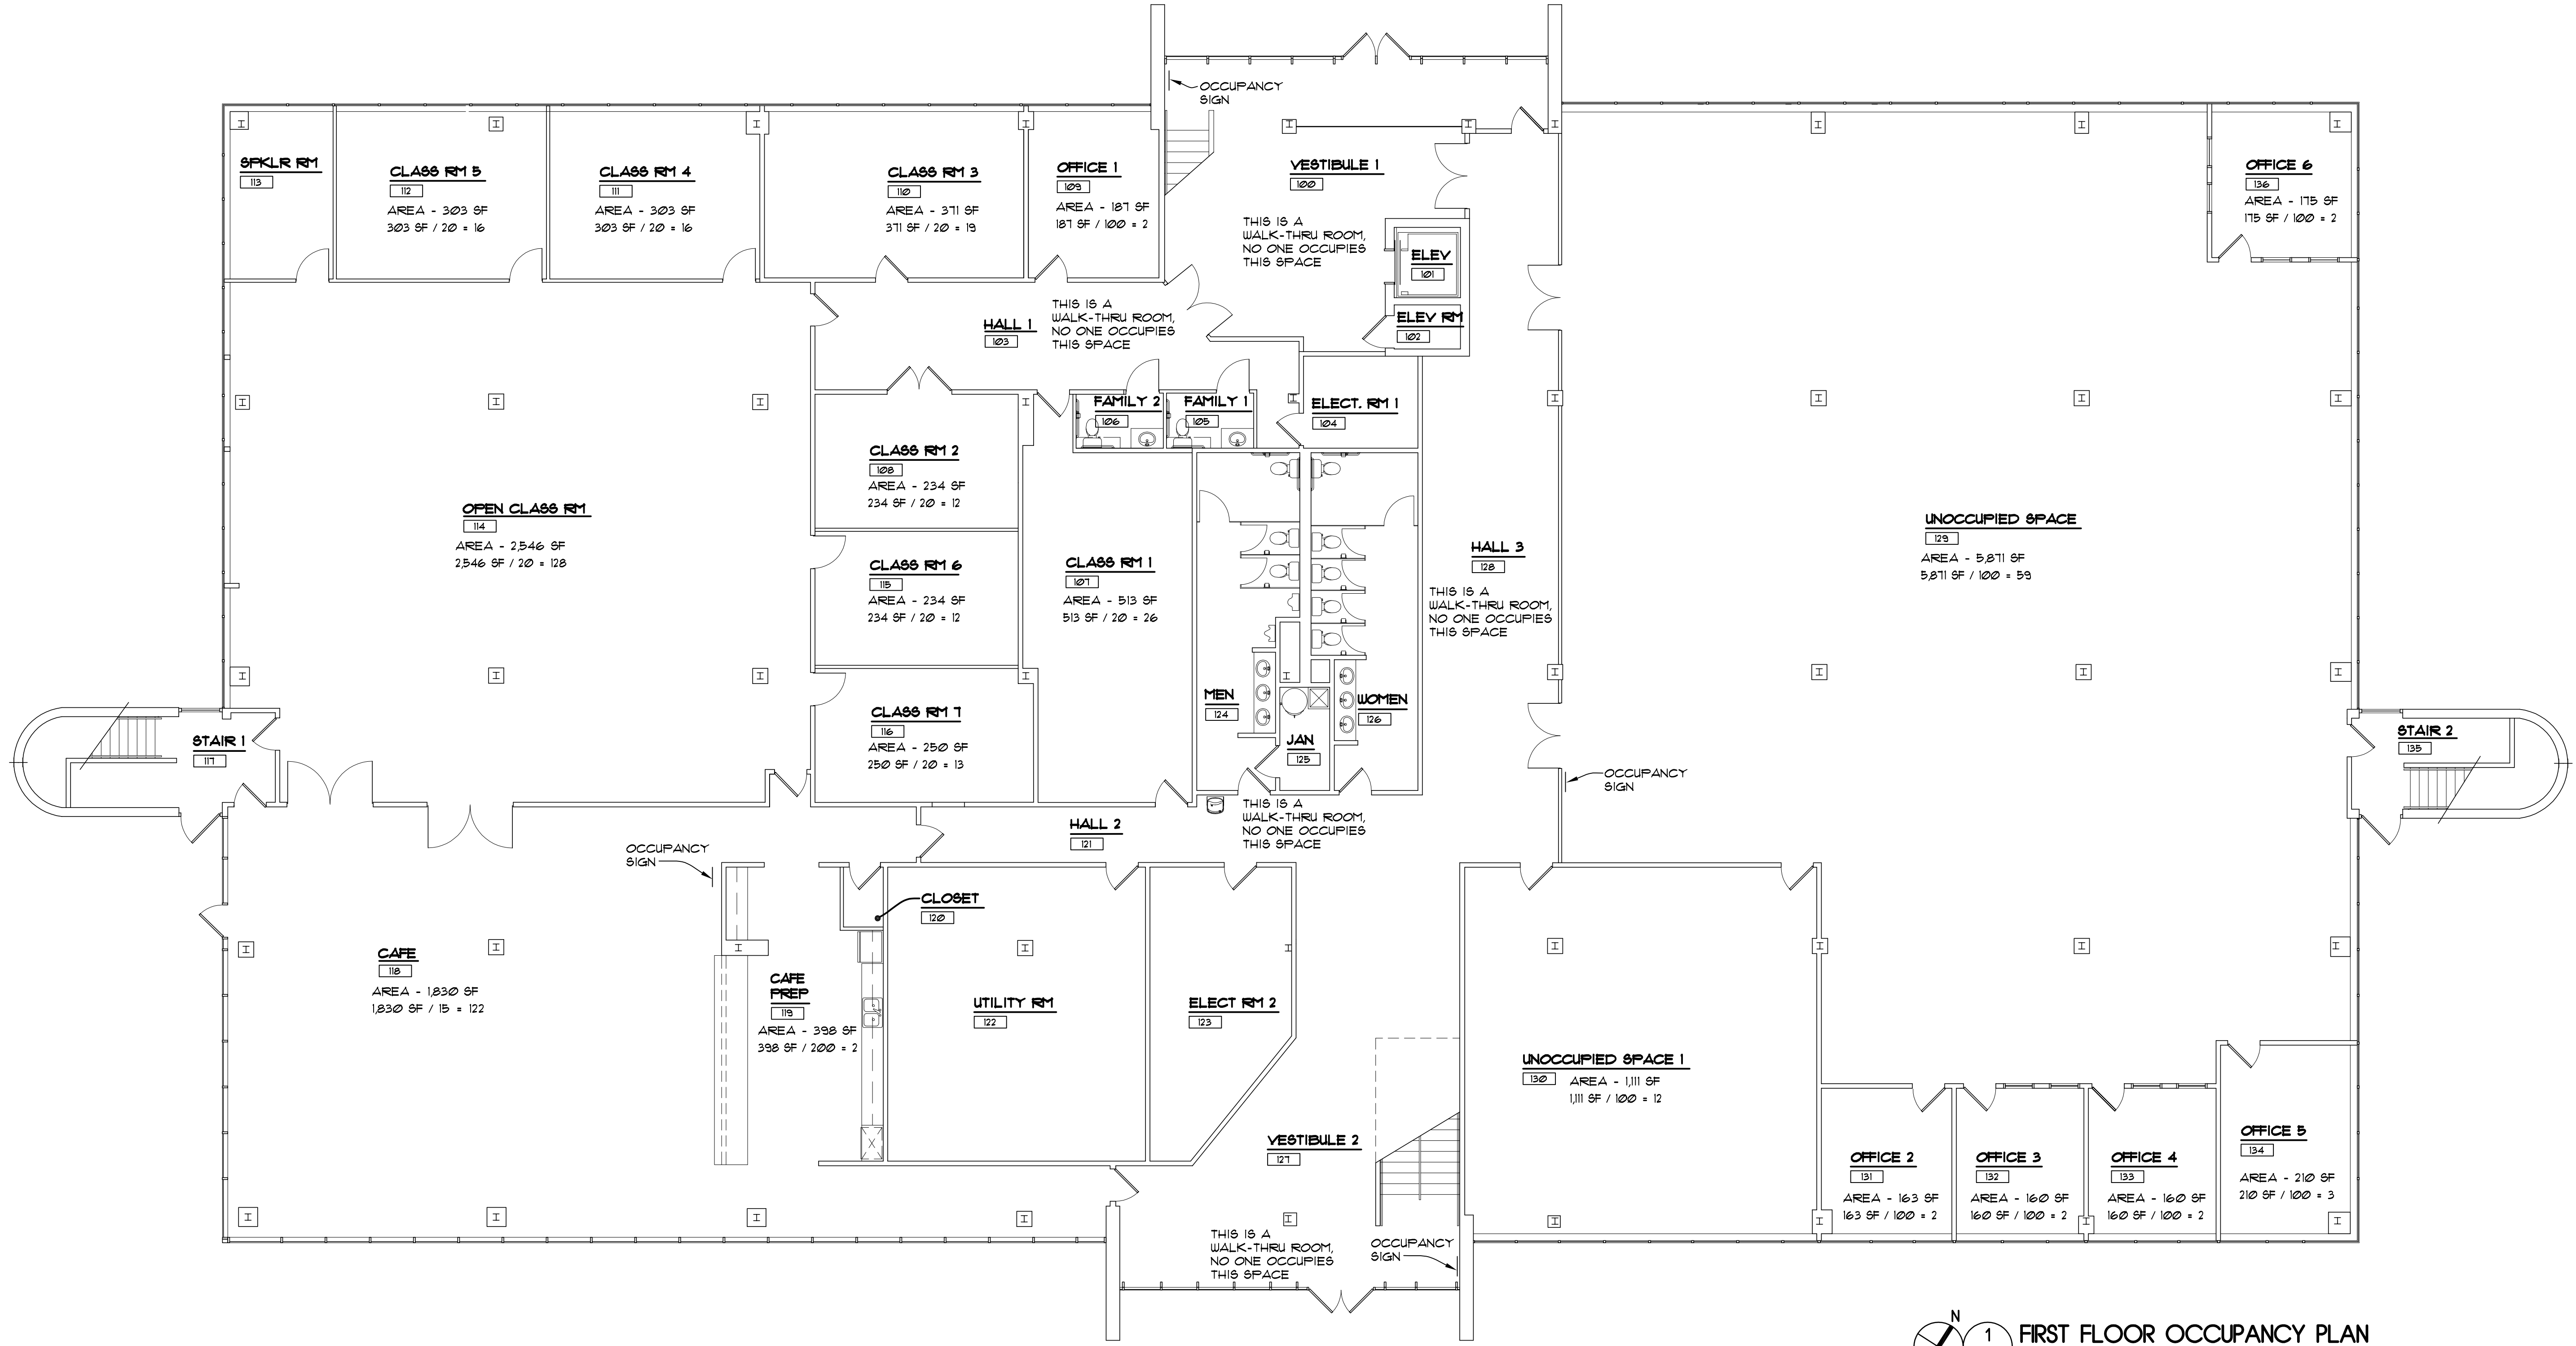 OCCUPANCY
SIGN
SPKLR RM
113
CLASS RM 5
112
AREA - 303 SF
303 SF / 20 = 16
CLASS RM 4
111
AREA - 303 SF
303 SF / 20 = 16
CLASS RM 3
110
AREA - 371 SF
371 SF / 20 = 19
OFFICE 1
109
AREA - 187 SF
187 SF / 100 = 2
VESTIBULE 1
100
THIS IS A
WALK-THRU ROOM,
NO ONE OCCUPIES
THIS SPACE
ELEV
101
ELEV RM
102
OFFICE 6
136
AREA - 175 SF
175 SF / 100 = 2
HALL 1
103
THIS IS A
WALK-THRU ROOM,
NO ONE OCCUPIES
THIS SPACE
FAMILY 2
106
FAMILY 1
105
ELECT. RM 1
104
OPEN CLASS RM
114
AREA - 2,546 SF
2,546 SF / 20 = 128
CLASS RM 2
108
AREA - 234 SF
234 SF / 20 = 12
CLASS RM 6
115
AREA - 234 SF
234 SF / 20 = 12
CLASS RM 1
107
AREA - 513 SF
513 SF / 20 = 26
HALL 3
128
THIS IS A
WALK-THRU ROOM,
NO ONE OCCUPIES
THIS SPACE
UNOCCUPIED SPACE
129
AREA - 5,871 SF
5,871 SF / 100 = 59
CLASS RM 7
116
AREA - 250 SF
250 SF / 20 = 13
MEN
124
WOMEN
126
JAN
125
STAIR 1
117
STAIR 2
135
OCCUPANCY
SIGN
HALL 2
121
THIS IS A
WALK-THRU ROOM,
NO ONE OCCUPIES
THIS SPACE
OCCUPANCY
SIGN
CLOSET
120
CAFE
118
AREA - 1,830 SF
1,830 SF / 15 = 122
CAFE
PREP
119
AREA - 398 SF
398 SF / 200 = 2
UTILITY RM
122
ELECT RM 2
123
UNOCCUPIED SPACE 1
130
AREA - 1,111 SF
1,111 SF / 100 = 12
VESTIBULE 2
127
OFFICE 2
131
AREA - 163 SF
163 SF / 100 = 2
OFFICE 3
132
AREA - 160 SF
160 SF / 100 = 2
OFFICE 4
133
AREA - 160 SF
160 SF / 100 = 2
OFFICE 5
134
AREA - 210 SF
210 SF / 100 = 3
THIS IS A
WALK-THRU ROOM,
NO ONE OCCUPIES
THIS SPACE
OCCUPANCY
SIGN
N
1
FIRST FLOOR OCCUPANCY PLAN